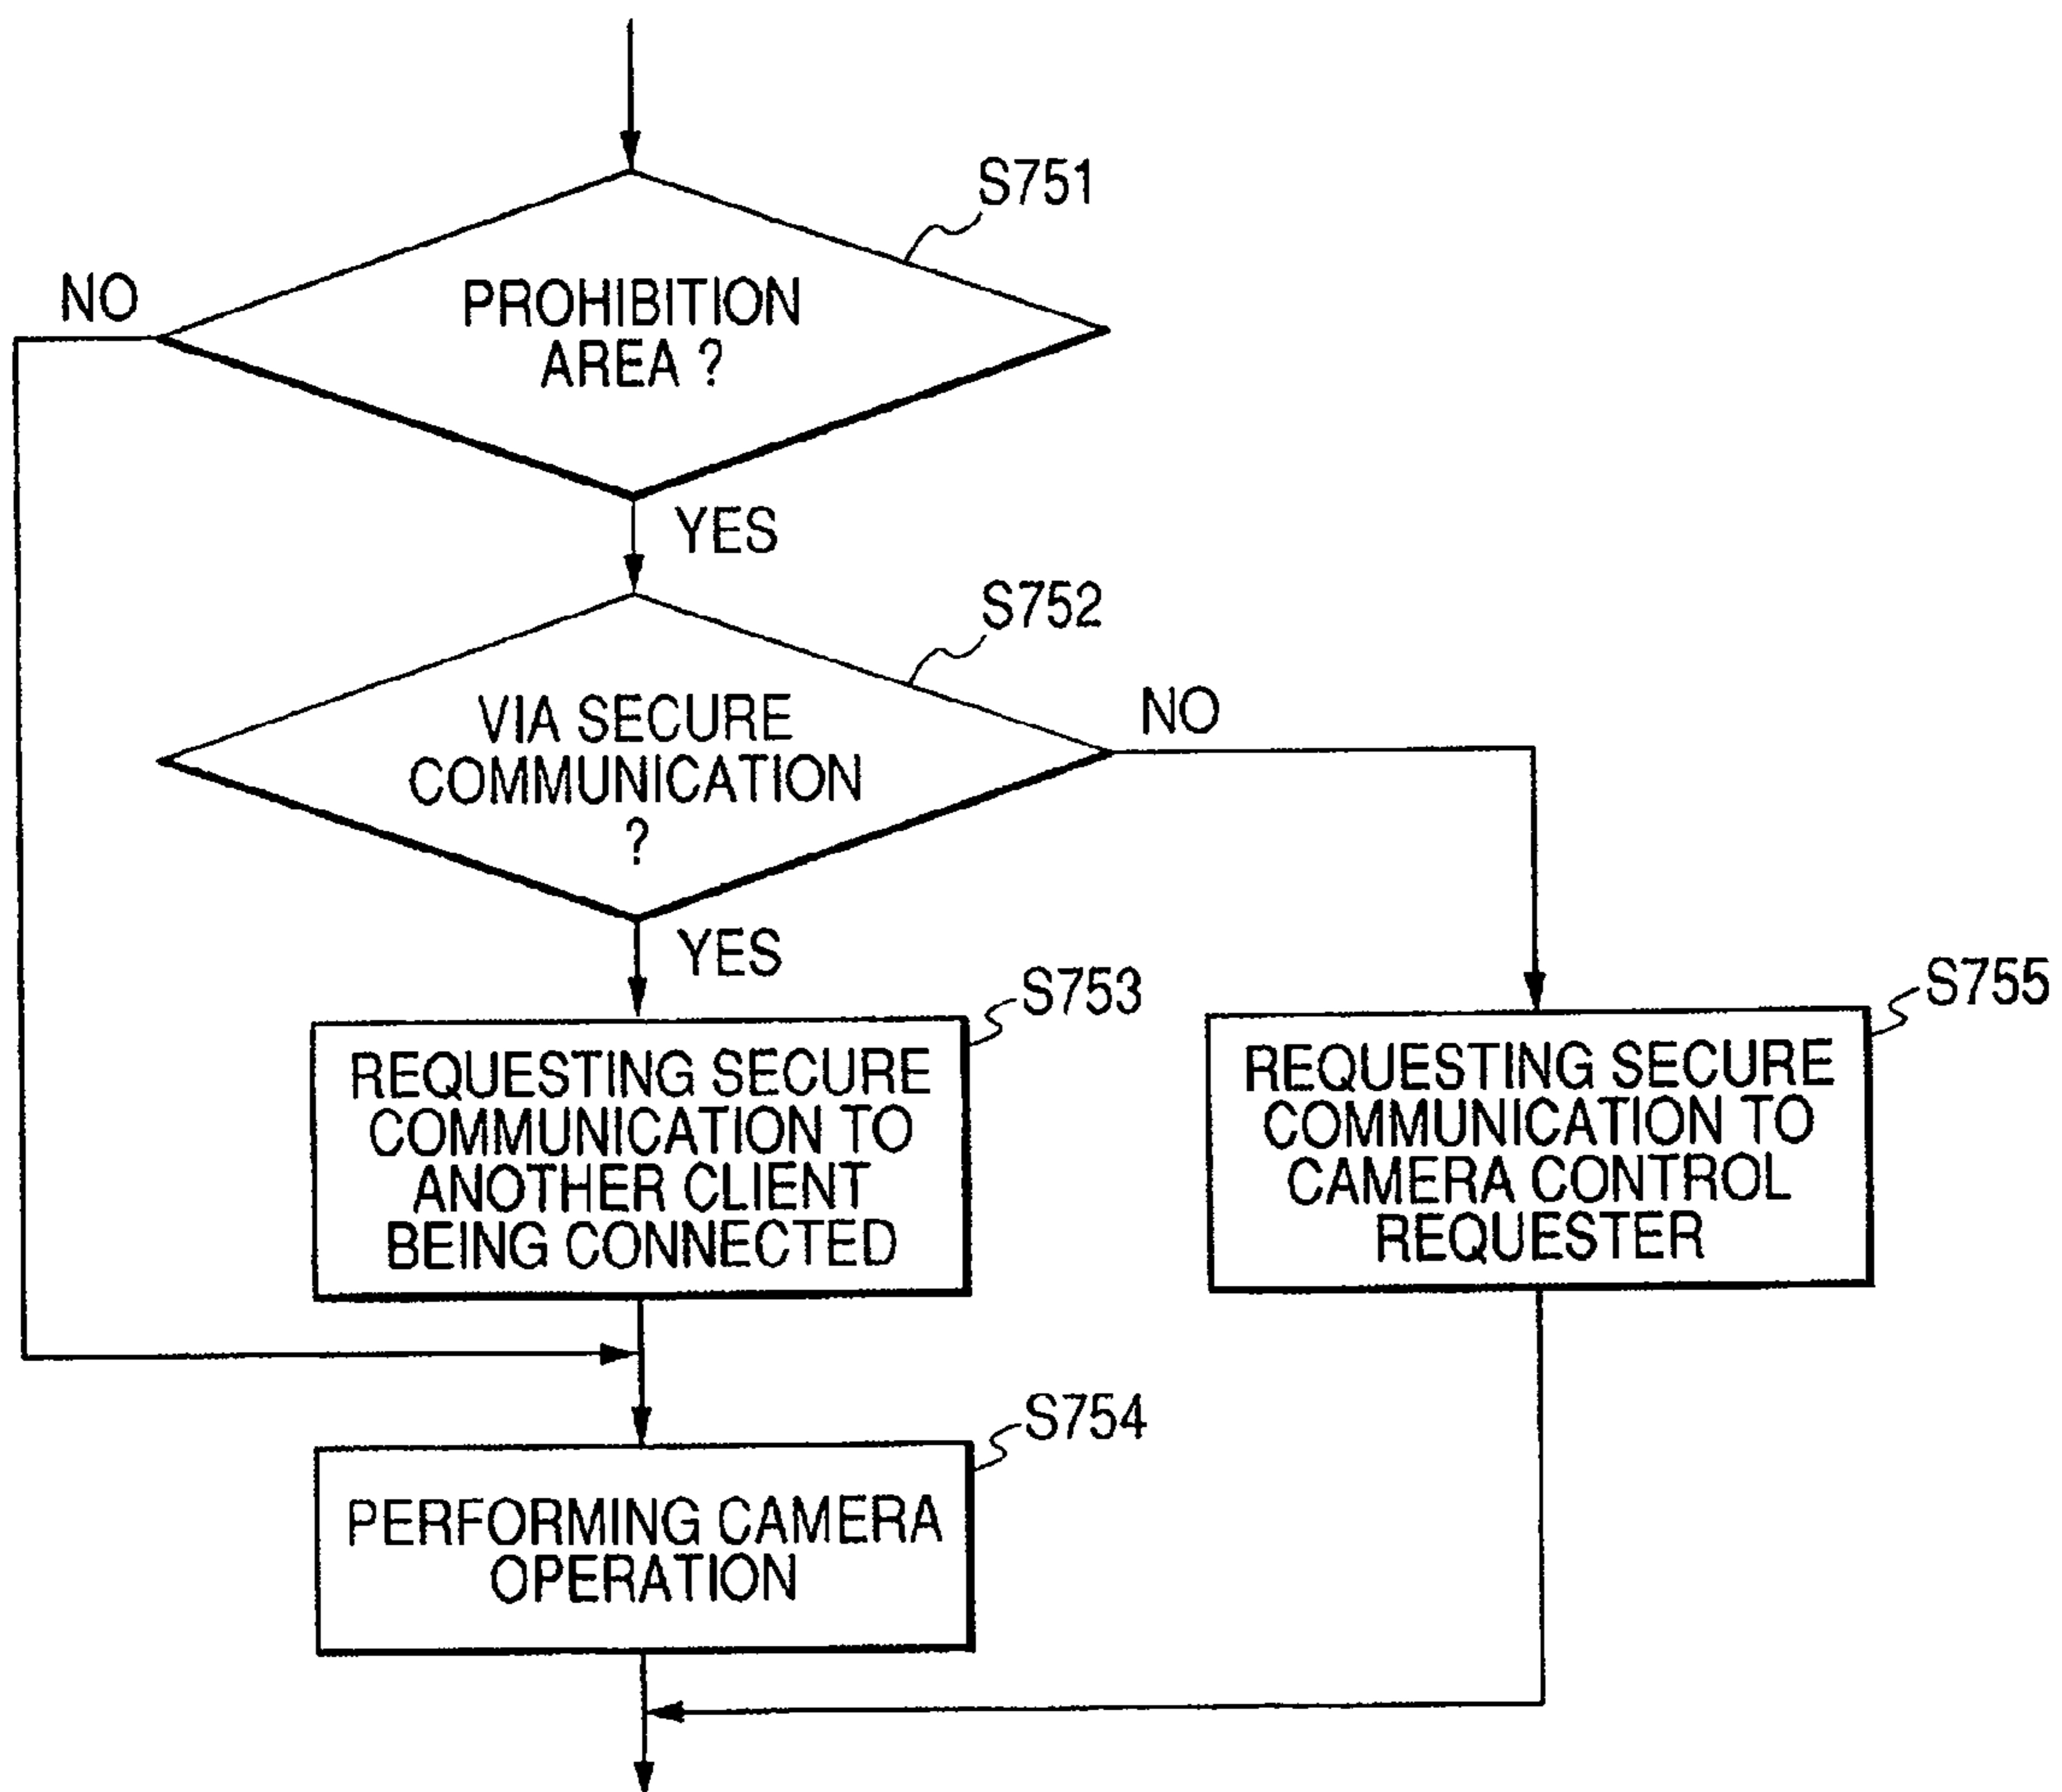 S751
NO
PROHIBITION
AREA ?
YES
S752
VIA SECURE
COMMUNICATION
?
NO
YES
S753
REQUESTING SECURE
COMMUNICATION TO
ANOTHER CLIENT
BEING CONNECTED
S755
REQUESTING SECURE
COMMUNICATION TO
CAMERA CONTROL
REQUESTER
S754
PERFORMING CAMERA
OPERATION